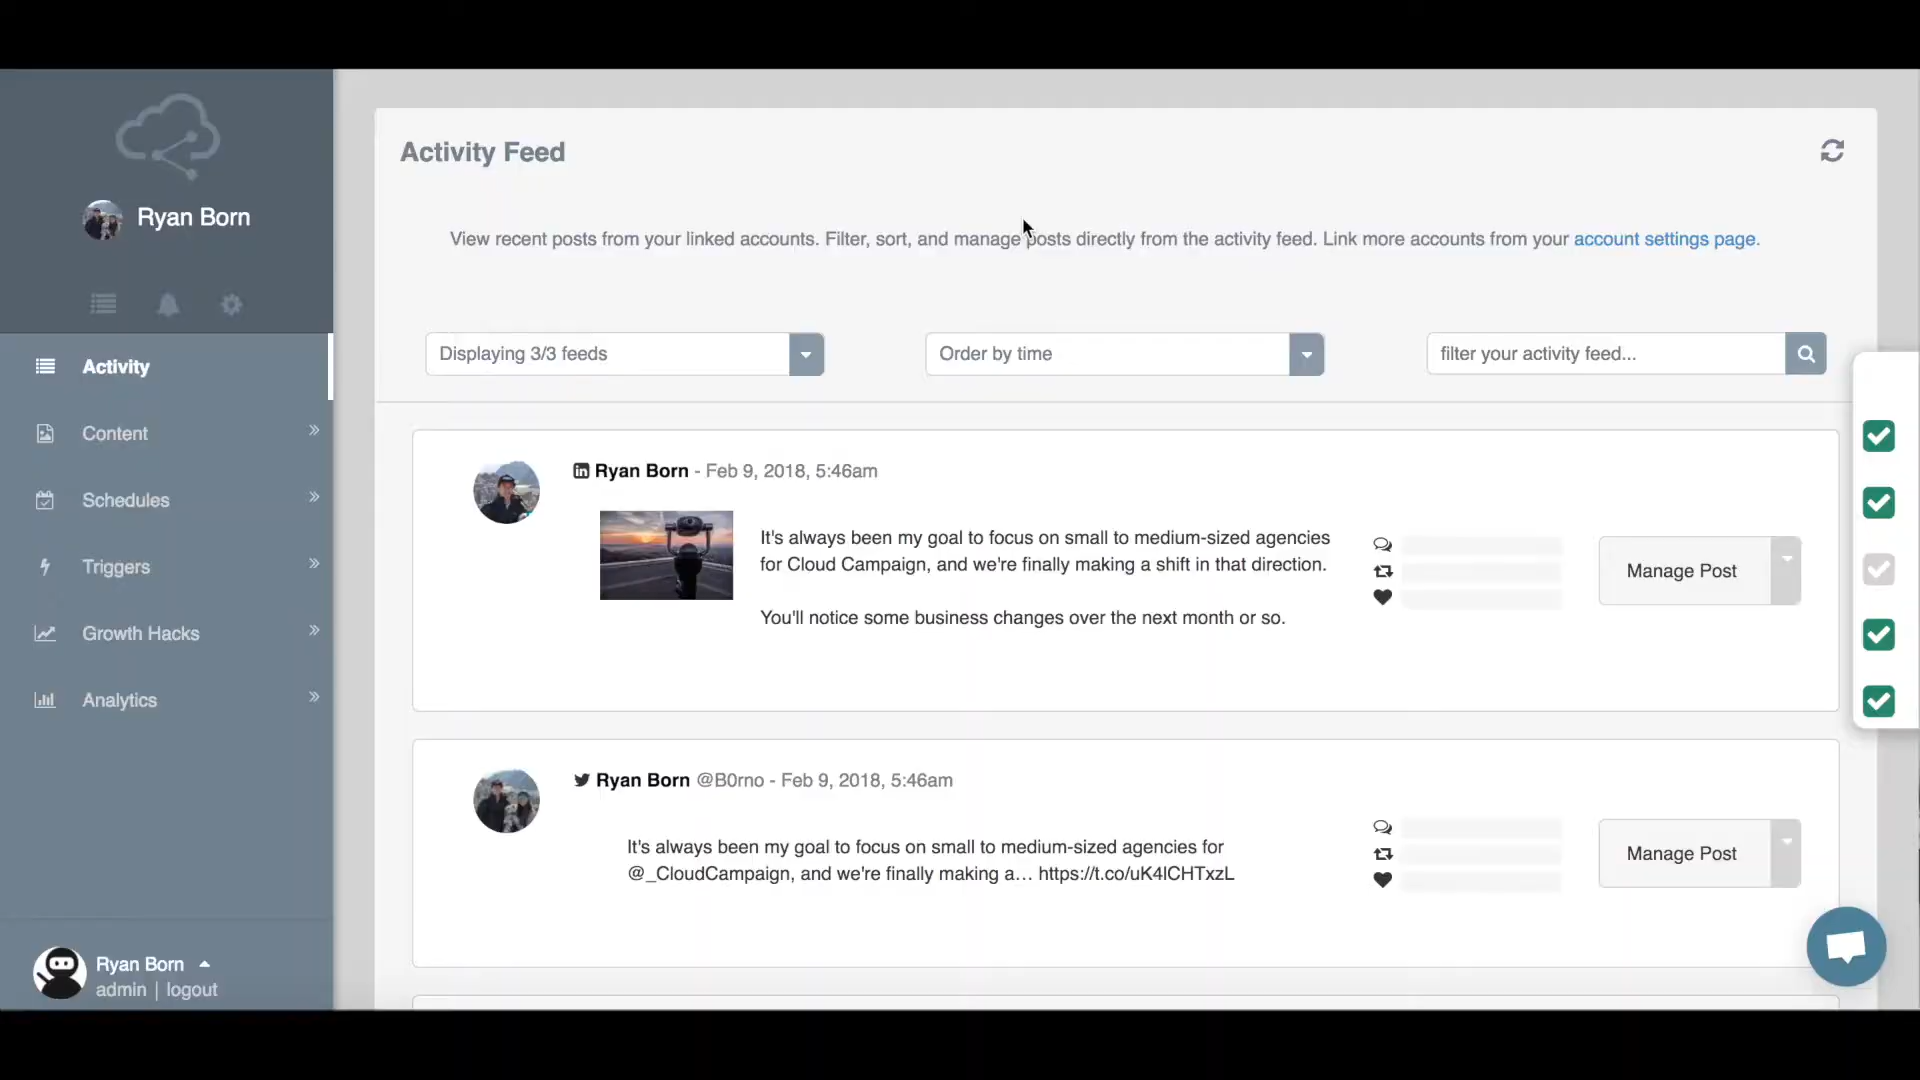 Ryan Born
Activity
Content
Schedules
Triggers
Growth Hacks
Analytics
Ryan Born
admin | logout
Activity Feed
View recent posts from your linked accounts. Filter, sort, and manage posts directly from the activity feed. Link more accounts from your account settings page.
Displaying 3/3 feeds
Order by time
filter your activity feed...
Ryan Born - Feb 9, 2018, 5:46am
It's always been my goal to focus on small to medium-sized agencies
for Cloud Campaign, and we're finally making a shift in that direction.
You'll notice some business changes over the next month or so.
Manage Post
Ryan Born @B0rno - Feb 9, 2018, 5:46am
It's always been my goal to focus on small to medium-sized agencies for
@_CloudCampaign, and we're finally making a… https://t.co/uK4lCHTxzL
Manage Post